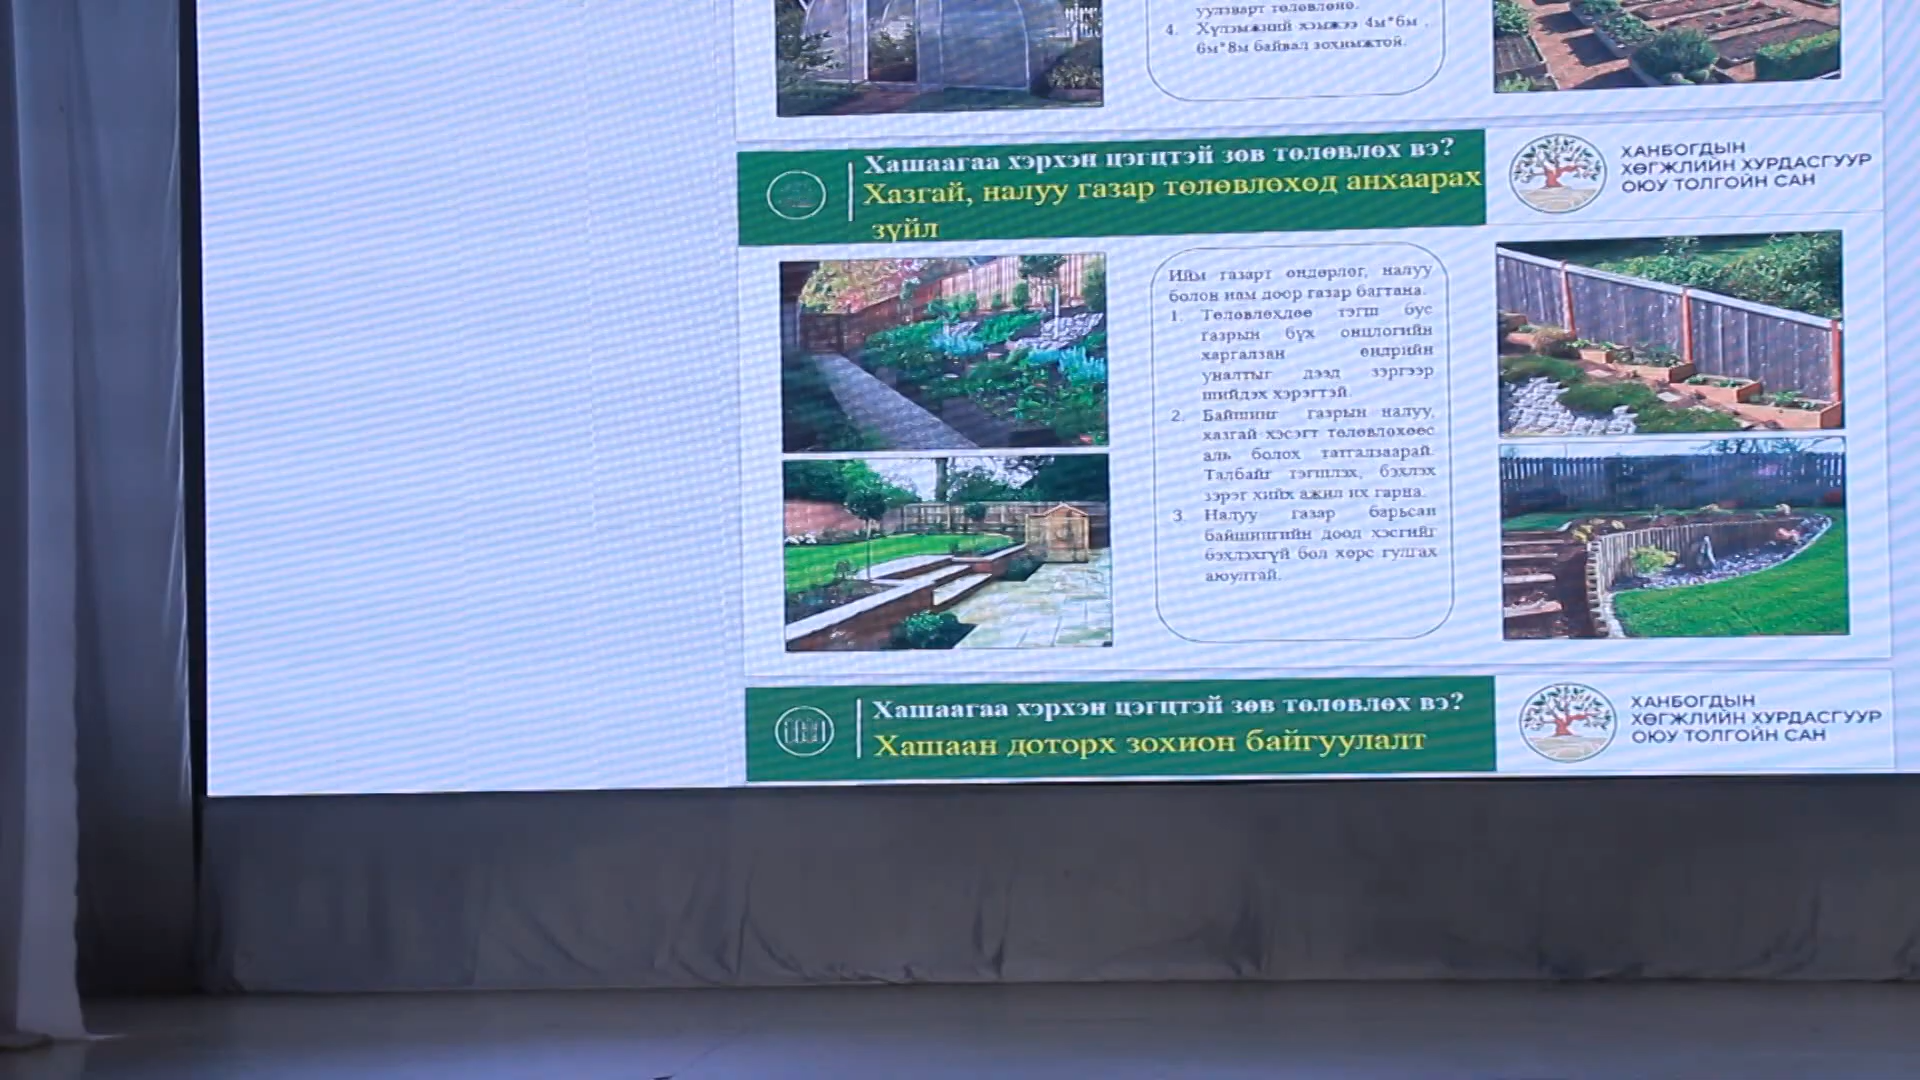 уулзварт төлөвлөнө.
4. Хүлэмжний хэмжээ 4м*6м ,
6м*8м байвал зохимжтой.
Хашаагаа хэрхэн цэгцтэй зөв төлөвлөх вэ?
Хазгай, налуу газар төлөвлөхөд анхаарах
зүйл
ХАНБОГДЫН
ХӨГЖЛИЙН ХУРДАСГУУР
ОЮУ ТОЛГОЙН САН
Ийм газарт өндөрлөг, налуу
болон нам доор газар багтана.
1. Төлөвлөхдөө тэгш бус
газрын бүх онцлогийн
харгалзан өндрийн
уналтыг дээд зэргээр
шийдэх хэрэгтэй.
2. Байшинг газрын налуу,
хазгай хэсэгт төлөвлөхөөс
аль болох татгалзаарай.
Талбайг тэгшлэх, бэхлэх
зэрэг хийх ажил их гарна.
3. Налуу газар барьсан
байшингийн доод хэсгийг
бэхлэхгүй бол хөрс гулгах
аюултай.
Хашаагаа хэрхэн цэгцтэй зөв төлөвлөх вэ?
Хашаан доторх зохион байгуулалт
ХАНБОГДЫН
ХӨГЖЛИЙН ХУРДАСГУУР
ОЮУ ТОЛГОЙН САН